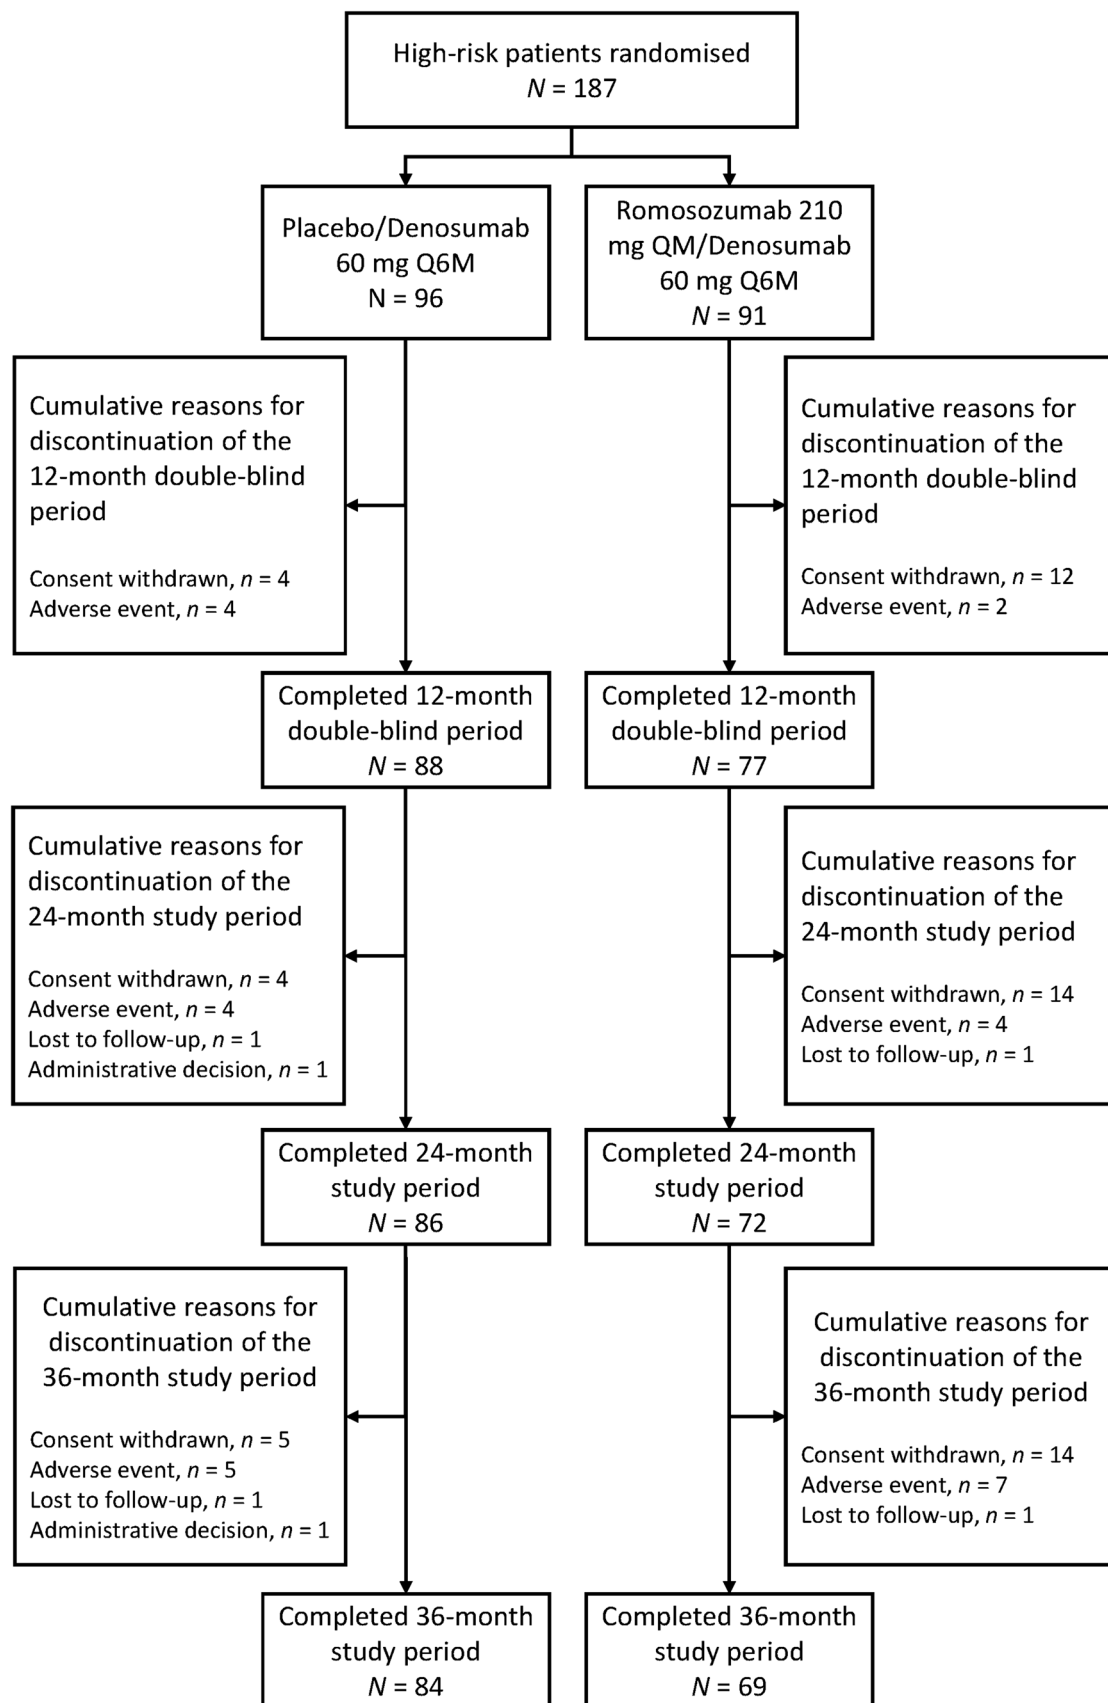 High-risk patients randomised
N = 187
Placebo/Denosumab
60 mg Q6M
N = 96
Romosozumab 210
mg QM/Denosumab
60 mg Q6M
N = 91
Cumulative reasons for
discontinuation of the
12-month double-blind
period
Consent withdrawn, n = 4
Adverse event, n = 4
Cumulative reasons for
discontinuation of the
12-month double-blind
period
Consent withdrawn, n = 12
Adverse event, n = 2
Completed 12-month
double-blind period
N = 88
Completed 12-month
double-blind period
N = 77
Cumulative reasons for
discontinuation of the
24-month study period
Consent withdrawn, n = 4
Adverse event, n = 4
Lost to follow-up, n = 1
Administrative decision, n = 1
Cumulative reasons for
discontinuation of the
24-month study period
Consent withdrawn, n = 14
Adverse event, n = 4
Lost to follow-up, n = 1
Completed 24-month
study period
N = 86
Completed 24-month
study period
N = 72
Cumulative reasons for
discontinuation of the
36-month study period
Consent withdrawn, n = 5
Adverse event, n = 5
Lost to follow-up, n = 1
Administrative decision, n = 1
Cumulative reasons for
discontinuation of the
36-month study period
Consent withdrawn, n = 14
Adverse event, n = 7
Lost to follow-up, n = 1
Completed 36-month
study period
N = 84
Completed 36-month
study period
N = 69